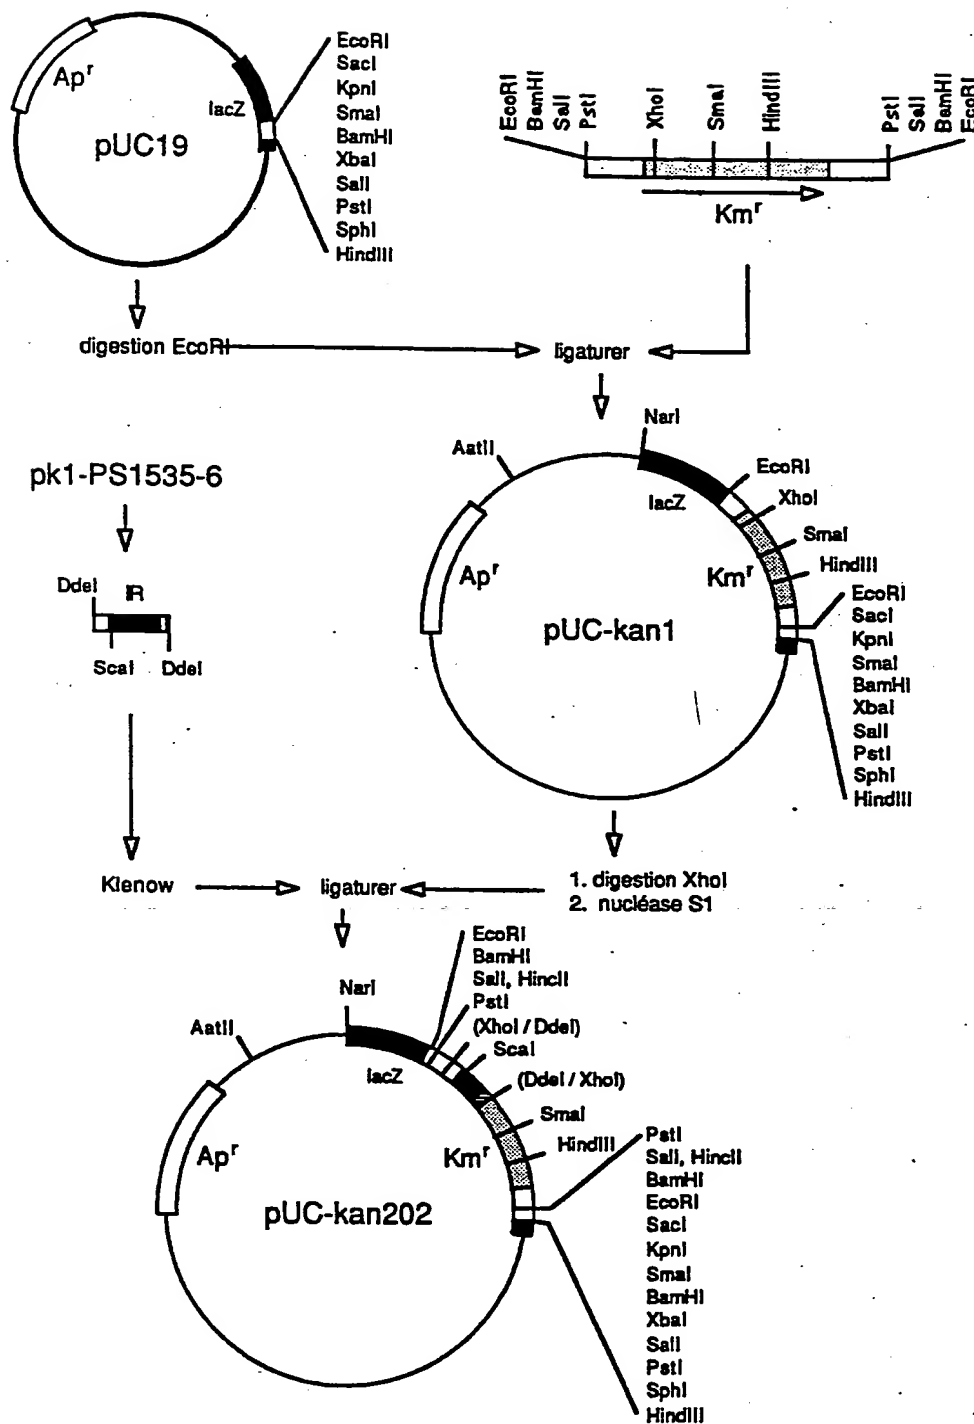 Ap^r
lacZ
pUC19
EcoRI
SacI
KpnI
SmaI
BamHI
XbaI
SalI
PstI
SphI
HindIII
EcoRI
BamHI
SalI
PstI
XhoI
SmaI
HindIII
PstI
SalI
BamHI
EcoRI
Km^r
digestion EcoRI
ligaturer
pk1-PS1535-6
DdeI
IR
ScaI
DdeI
NarI
AatII
EcoRI
lacZ
XhoI
SmaI
Ap^r
Km^r
HindIII
pUC-kan1
EcoRI
SacI
KpnI
SmaI
BamHI
XbaI
SalI
PstI
SphI
HindIII
Klenow
ligaturer
1. digestion XhoI
2. nucléase S1
EcoRI
BamHI
SalI, HincII
PstI
(XhoI / DdeI)
ScaI
(DdeI / XhoI)
NarI
AatII
lacZ
SmaI
HindIII
Ap^r
Km^r
pUC-kan202
PstI
SalI, HincII
BamHI
EcoRI
SacI
KpnI
SmaI
BamHI
XbaI
SalI
PstI
SphI
HindIII